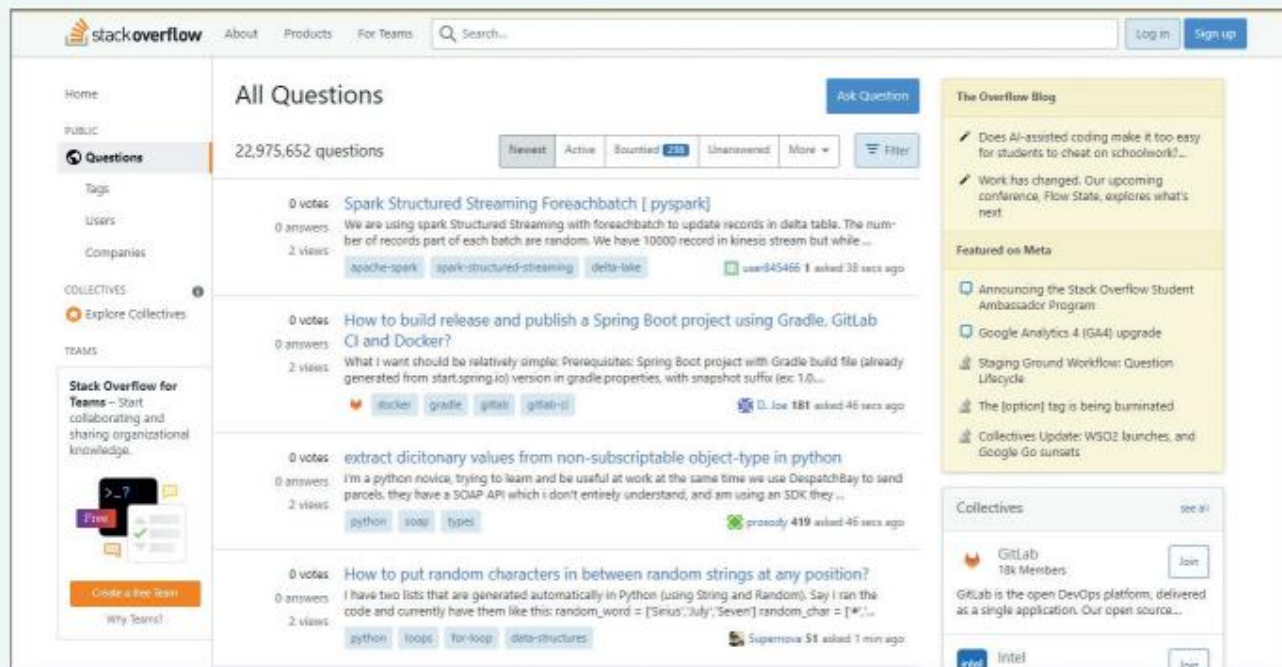 stackoverflow About Products For Teams Search... Log in Sign up
Home
PUBLIC
Questions
Tags
Users
Companies
COLLECTIVES
Explore Collectives
TEAMS
Stack Overflow for
Teams – Start
collaborating and
sharing organizational
knowledge.
>_?
Free
Create a free Team
Why Teams?
All Questions
Ask Question
22,975,652 questions
Newest Active Bountied 238 Unanswered More Filter
0 votes
0 answers
2 views
Spark Structured Streaming Foreachbatch [ pyspark]
We are using spark Structured Streaming with foreachbatch to update records in delta table. The num-
ber of records part of each batch are random. We have 10000 record in kinesis stream but while ...
apache-spark spark-structured-streaming delta-lake
user845466 1 asked 38 secs ago
0 votes
0 answers
2 views
How to build release and publish a Spring Boot project using Gradle, GitLab
CI and Docker?
What I want should be relatively simple: Prerequisites: Spring Boot project with Gradle build file (already
generated from start.spring.io) version in gradle.properties, with snapshot suffix (ex: 1.0....
docker gradle gitlab gitlab-ci
D. Joe 181 asked 46 secs ago
0 votes
0 answers
2 views
extract dicitonary values from non-subscriptable object-type in python
I'm a python novice, trying to learn and be useful at work at the same time we use DespatchBay to send
parcels. they have a SOAP API which i don't entirely understand, and am using an SDK they ...
python soap types
prosody 419 asked 46 secs ago
0 votes
0 answers
2 views
How to put random characters in between random strings at any position?
I have two lists that are generated automatically in Python (using String and Random). Say I ran the
code and currently have them like this: random_word = ['Sirius','July','Seven'] random_char = ['#',...
python loops for-loop data-structures
Supernova 51 asked 1 min ago
The Overflow Blog
Does AI-assisted coding make it too easy
for students to cheat on schoolwork?...
Work has changed. Our upcoming
conference, Flow State, explores what's
next
Featured on Meta
Announcing the Stack Overflow Student
Ambassador Program
Google Analytics 4 (GA4) upgrade
Staging Ground Workflow: Question
Lifecycle
The [option] tag is being burninated
Collectives Update: WSO2 launches, and
Google Go sunsets
Collectives see all
GitLab
18k Members
Join
GitLab is the open DevOps platform, delivered
as a single application. Our open source...
intel
Intel
Join